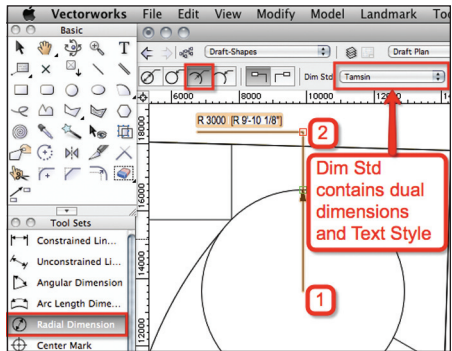 Vectorworks File Edit View Modify Model Landmark
Basic
Draft-Shapes
Draft Plan
Dim Std
Tamsin
6000 8000 10000
18000
16000
14000
12000
R 3000 [R 9'-10 1/8"]
2
Dim Std
contains dual
dimensions
and Text Style
1
Tool Sets
Constrained Lin...
Unconstrained Li...
Angular Dimension
Arc Length Dime...
Radial Dimension
Center Mark